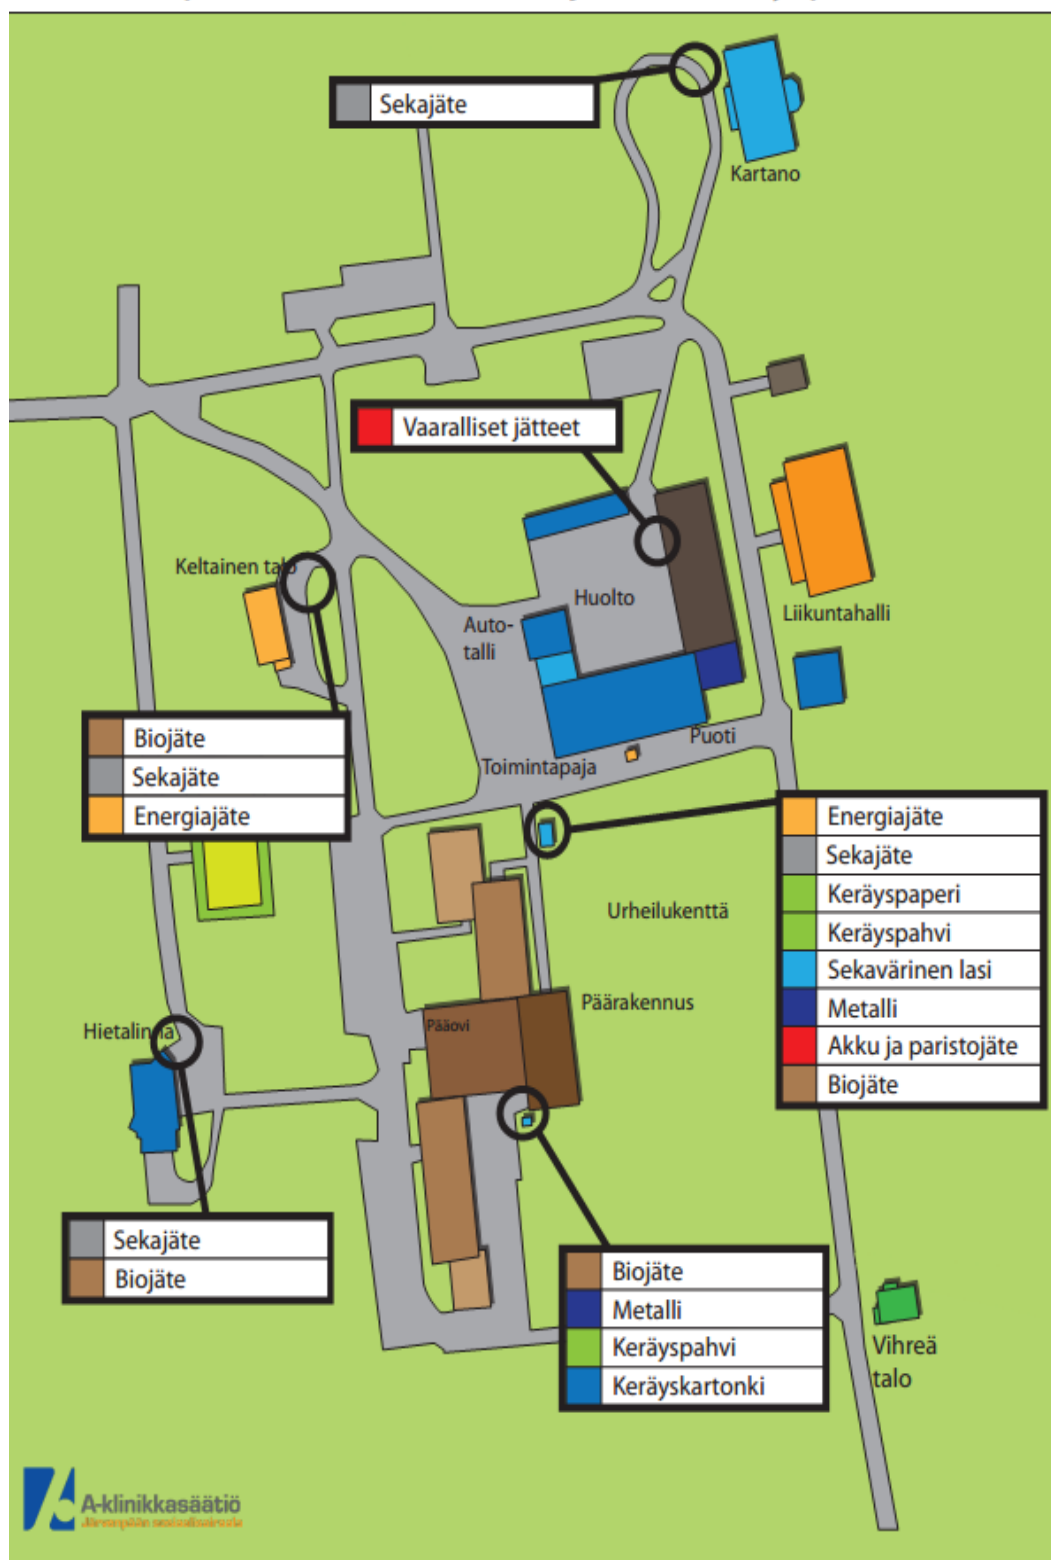 Sekajäte
Kartano
Vaaralliset jätteet
Keltainen talo
Huolto
Auto-
talli
Liikuntahalli
Biojäte
Sekajäte
Energiajäte
Puoti
Toimintapaja
Energiajäte
Sekajäte
Keräyspaperi
Keräyspahvi
Sekavärinen lasi
Metalli
Akku ja paristojäte
Biojäte
Urheilukenttä
Päärakennus
Pääovi
Hietalinna
Sekajäte
Biojäte
Biojäte
Metalli
Keräyspahvi
Keräyskartonki
Vihreä
talo
A-klinikkasäätiö
Järvenpään sosiaalisairaala